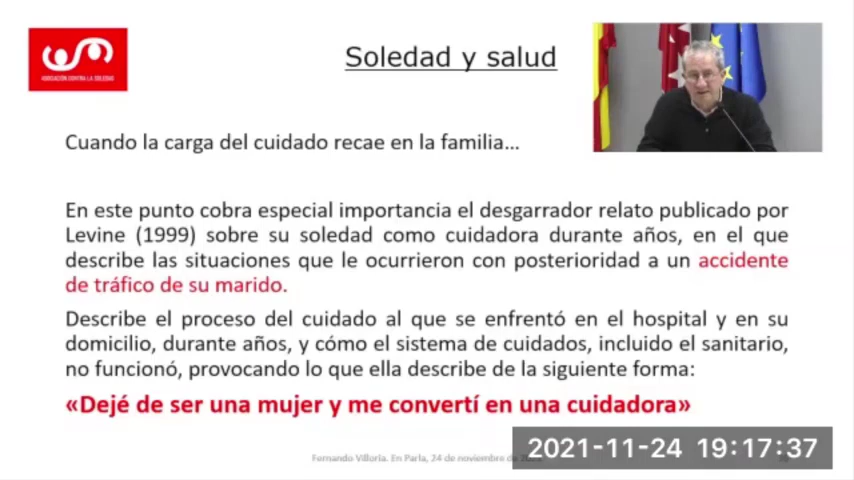 ASOCIACIÓN CONTRA LA SOLEDAD
Soledad y salud
Cuando la carga del cuidado recae en la familia…
En este punto cobra especial importancia el desgarrador relato publicado por
Levine (1999) sobre su soledad como cuidadora durante años, en el que
describe las situaciones que le ocurrieron con posterioridad a un accidente
de tráfico de su marido.
Describe el proceso del cuidado al que se enfrentó en el hospital y en su
domicilio, durante años, y cómo el sistema de cuidados, incluido el sanitario,
no funcionó, provocando lo que ella describe de la siguiente forma:
«Dejé de ser una mujer y me convertí en una cuidadora»
Fernando Villoria. En Parla, 24 de noviembre de
2021-11-24 19:17:37